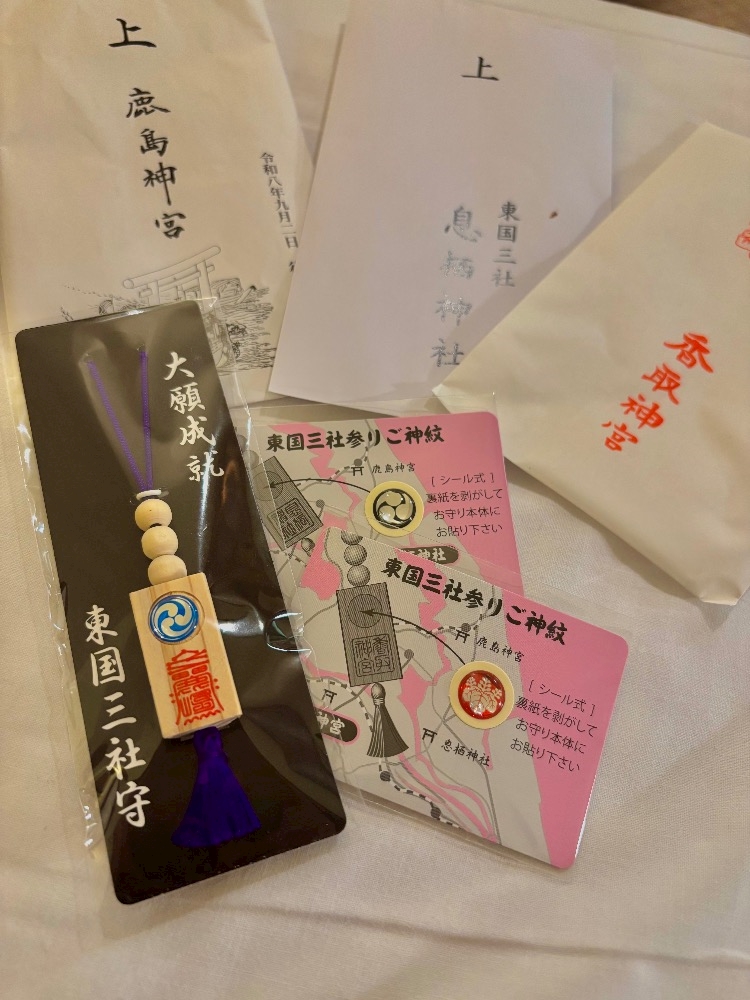 上
鹿島神宮
令和八年九月二日
上
東国三社
息栖神社
香取神宮
大願成就
東国三社守
東国三社参りご神紋
鹿島神宮
[シール式]
裏紙を剥がして
お守り本体に
お貼り下さい
神社
東国三社参りご神紋
鹿島神宮
[シール式]
裏紙を剥がして
お守り本体に
お貼り下さい
神宮
息栖神社